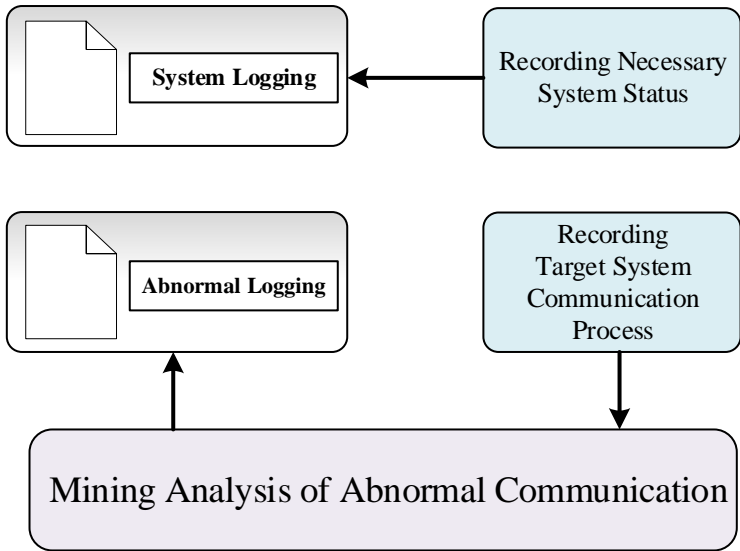 System Logging
Recording Necessary
System Status
Abnormal Logging
Recording
Target System
Communication
Process
Mining Analysis of Abnormal Communication